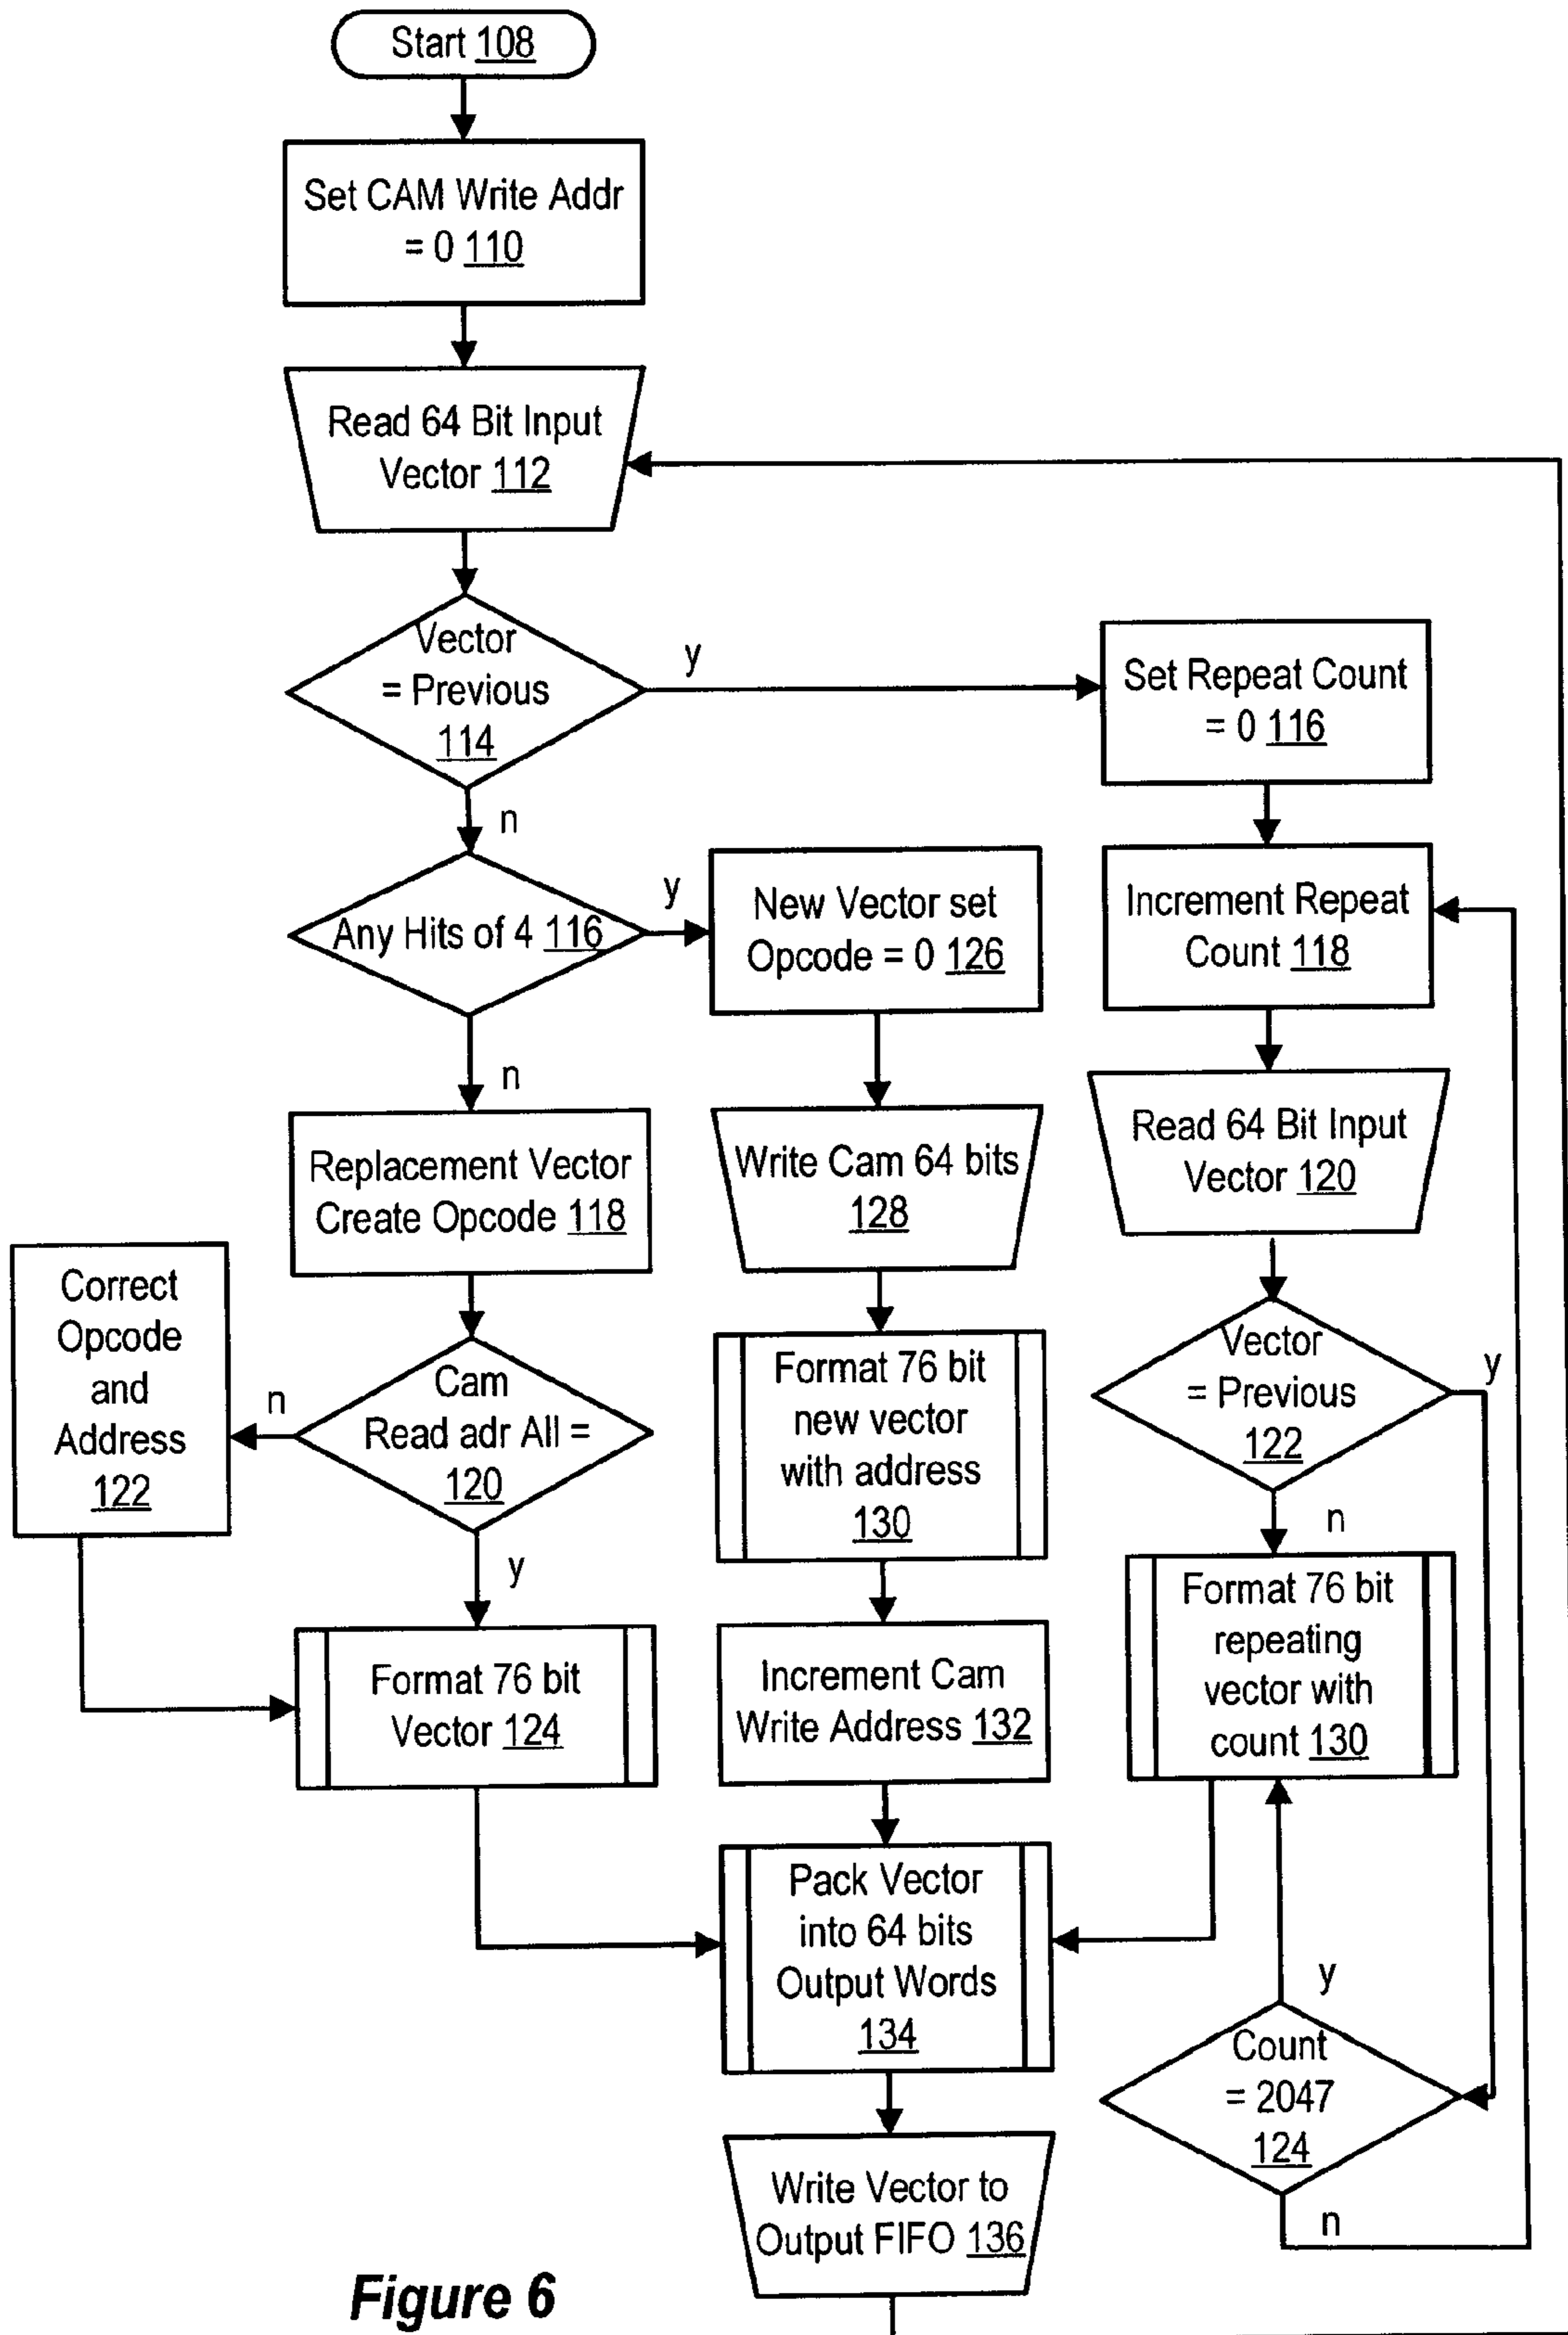 Start 108
Set CAM Write Addr
= 0 110
Read 64 Bit Input
Vector 112
Vector
= Previous
114
y
n
Set Repeat Count
= 0 116
Any Hits of 4 116
y
n
New Vector set
Opcode = 0 126
Increment Repeat
Count 118
Replacement Vector
Create Opcode 118
Write Cam 64 bits
128
Read 64 Bit Input
Vector 120
Correct
Opcode
and
Address
122
n
Cam
Read adr All =
120
y
Format 76 bit
new vector
with address
130
Vector
= Previous
122
y
n
Format 76 bit
Vector 124
Increment Cam
Write Address 132
Format 76 bit
repeating
vector with
count 130
Pack Vector
into 64 bits
Output Words
134
y
Count
= 2047
124
n
Write Vector to
Output FIFO 136
Figure 6